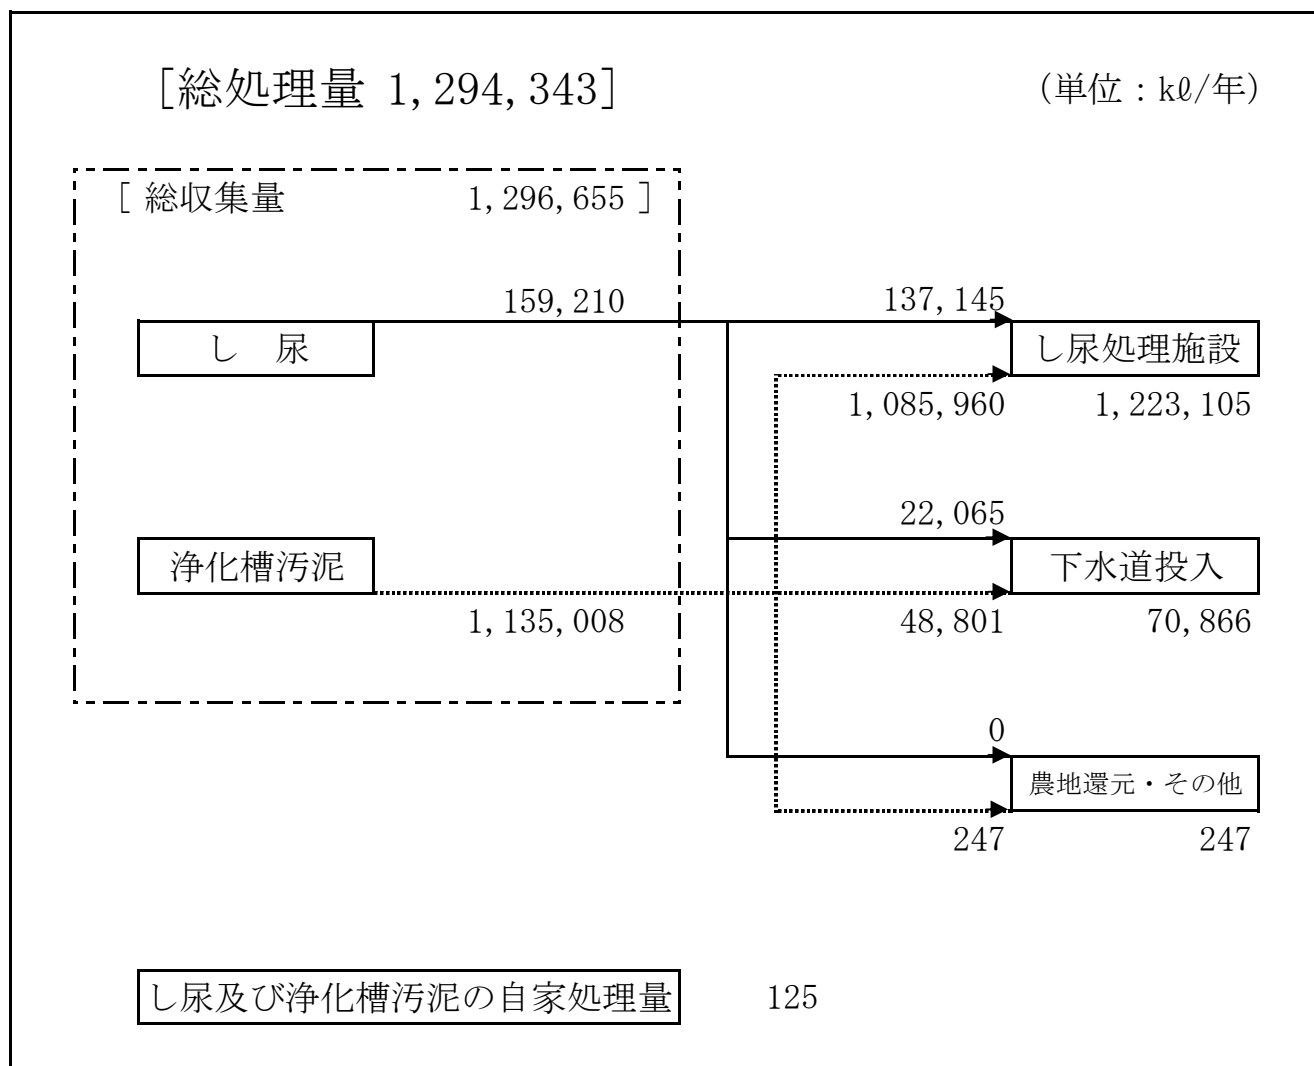 [総処理量 1,294,343] （単位：kℓ/年）
[ 総収集量 1,296,655 ]
159,210 137,145
し　尿 し尿処理施設
1,085,960 1,223,105
22,065
浄化槽汚泥 下水道投入
1,135,008 48,801 70,866
0
農地還元・その他
247 247
し尿及び浄化槽汚泥の自家処理量 125